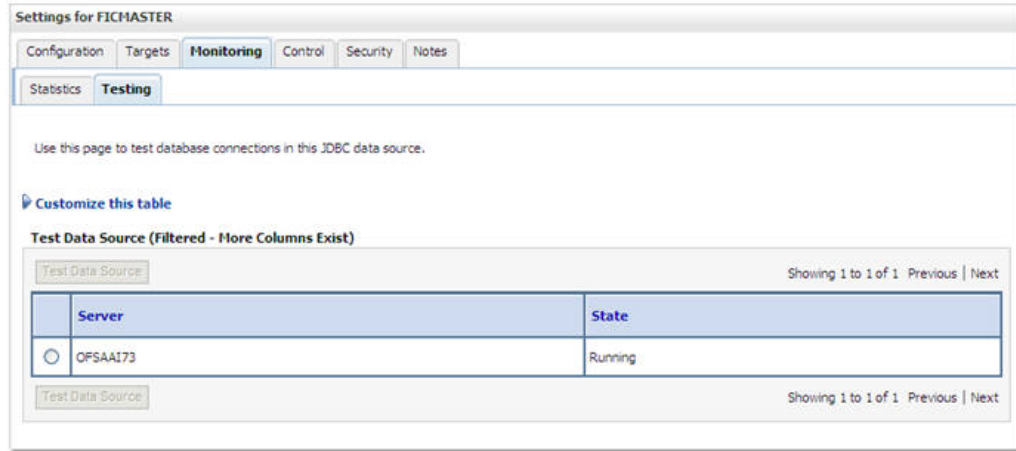 Settings for FICMASTER
Configuration Targets Monitoring Control Security Notes
Statistics Testing
Use this page to test database connections in this JDBC data source.
Customize this table
Test Data Source (Filtered - More Columns Exist)
Test Data Source Showing 1 to 1 of 1 Previous | Next
Server State
OFSAAI73 Running
Test Data Source Showing 1 to 1 of 1 Previous | Next